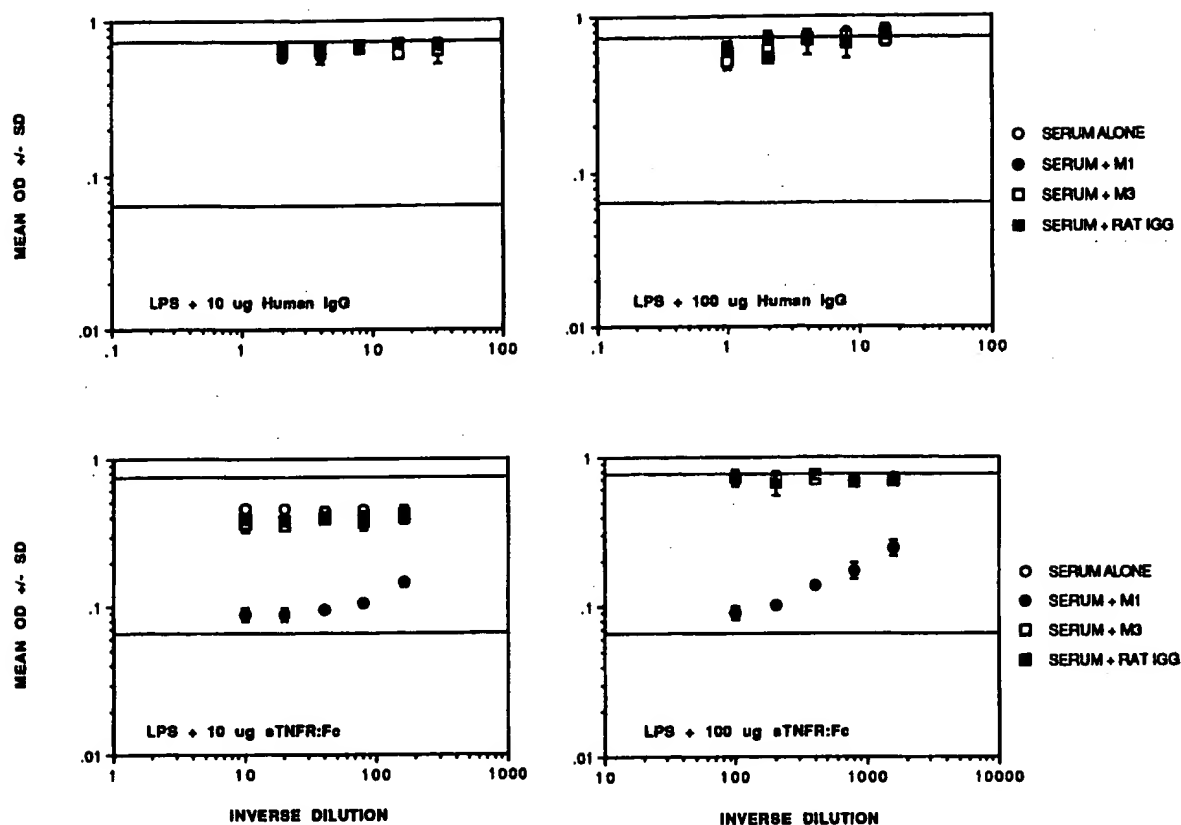 1
.1
.01
MEAN OD +/- SD
LPS + 10 ug Human IgG
.1 1 10 100
1
.1
.01
LPS + 100 ug Human IgG
.1 1 10 100
SERUM ALONE
SERUM + M1
SERUM + M3
SERUM + RAT IGG
1
.1
.01
MEAN OD +/- SD
LPS + 10 ug sTNFR:Fc
1 10 100 1000
INVERSE DILUTION
1
.1
.01
LPS + 100 ug sTNFR:Fc
10 100 1000 10000
INVERSE DILUTION
SERUM ALONE
SERUM + M1
SERUM + M3
SERUM + RAT IGG